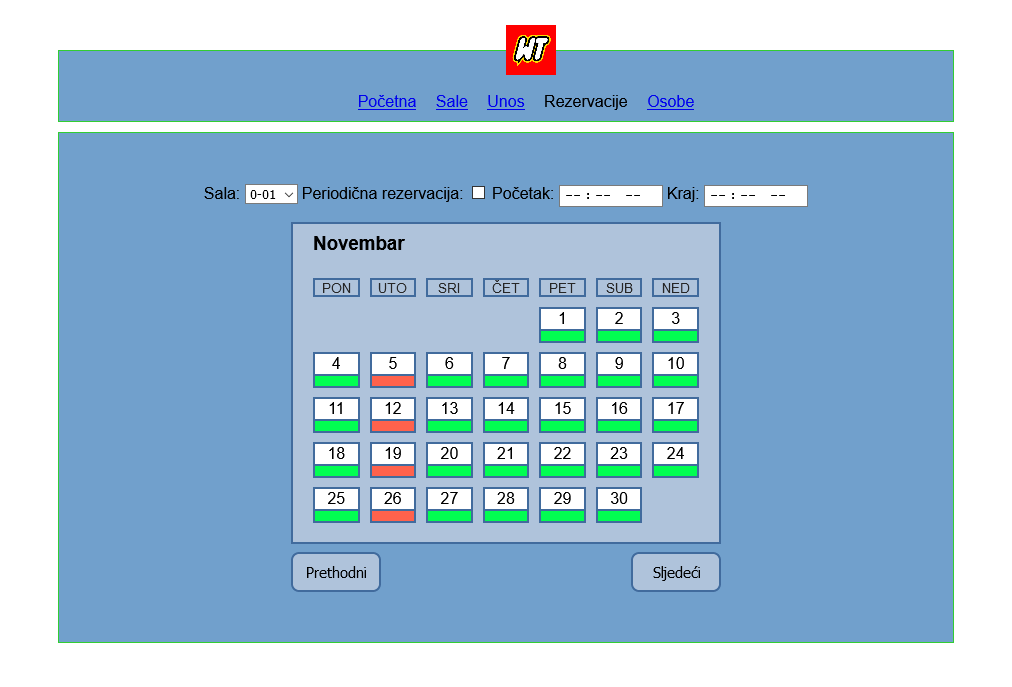 WT
Početna Sale Unos Rezervacije Osobe
Sala: 0-01 Periodična rezervacija: Početak: --:-- -- Kraj: --:-- --
Novembar
PON UTO SRI ČET PET SUB NED
1 2 3
4 5 6 7 8 9 10
11 12 13 14 15 16 17
18 19 20 21 22 23 24
25 26 27 28 29 30
Prethodni Sljedeći